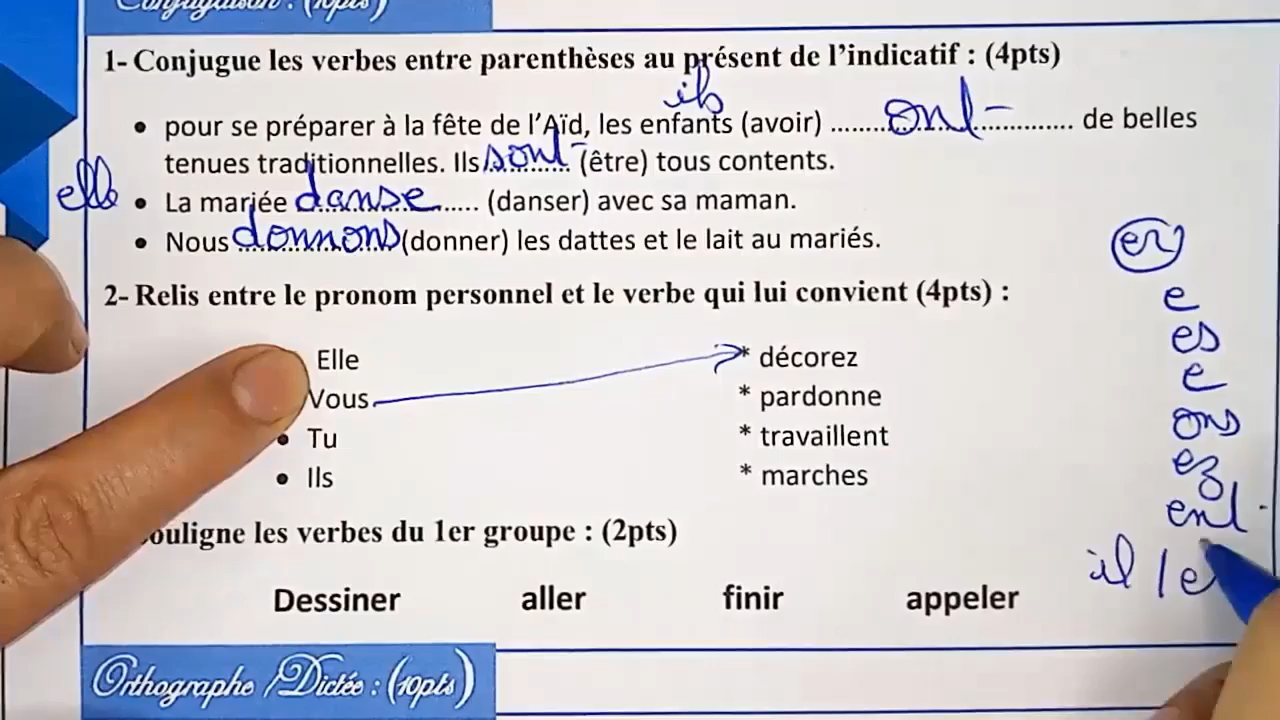 Conjugaison : (10pts)
1- Conjugue les verbes entre parenthèses au présent de l'indicatif : (4pts)
ils
• pour se préparer à la fête de l'Aïd, les enfants (avoir) ........ont............ de belles
tenues traditionnelles. Ils sont (être) tous contents.
elle • La mariée danse ..... (danser) avec sa maman.
• Nous donnons (donner) les dattes et le lait au mariés.
er
2- Relis entre le pronom personnel et le verbe qui lui convient (4pts) :
e
es
e
ons
ez
ent
il / e
Elle * décorez
Vous * pardonne
• Tu * travaillent
• Ils * marches
ouligne les verbes du 1er groupe : (2pts)
Dessiner aller finir appeler
Orthographe / Dictée : (10pts)